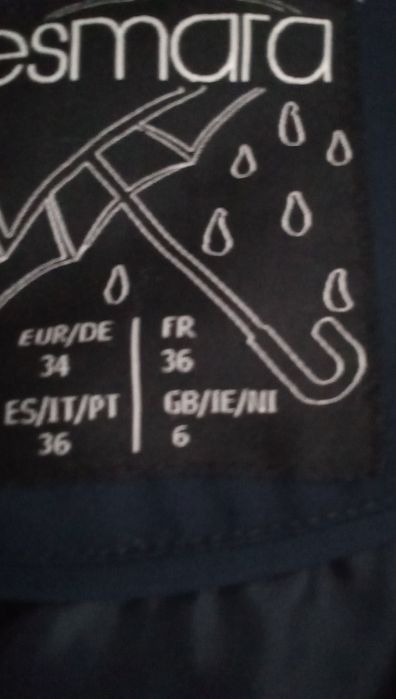 esmara
EUR/DE
34
FR
36
ES/IT/PT
36
GB/IE/NI
6